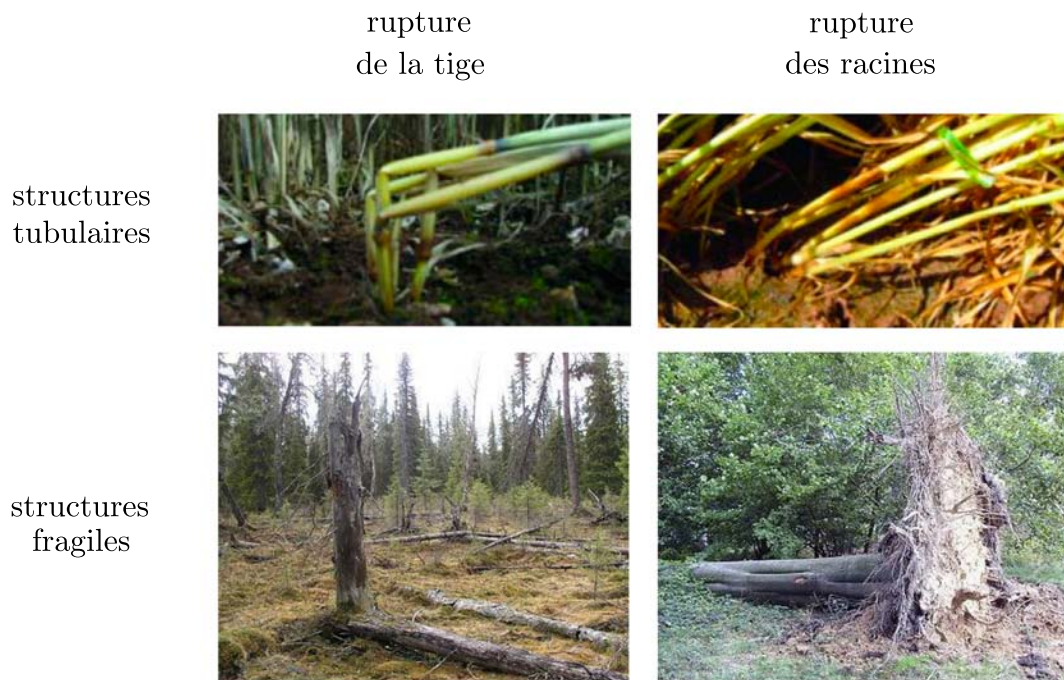 rupture
de la tige
rupture
des racines
structures
tubulaires
structures
fragiles